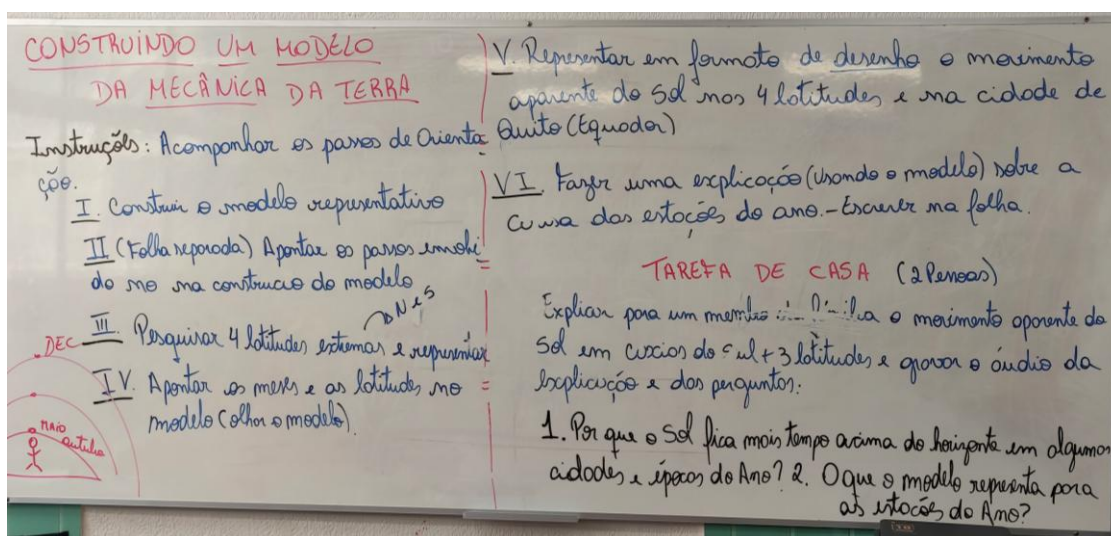 CONSTRUINDO UM MODELO
DA MECÂNICA DA TERRA
Instruções: Acompanhar os passos de Orienta-
ção.
I. Construir o modelo representativo
II (Folha separada) Apontar os passos envolvi
do no na construcao do modelo
N e S
III. Pesquisar 4 latitudes extremas e representar
IV. Apontar os meses e as latitudes no
modelo (olhar o modelo).
DEC
MAIO
outubro
V. Representar em formato de desenho o movimento
aparente do Sol nas 4 latitudes e na cidade de
Quito (Equador)
VI. Fazer uma explicação (Usando o modelo) sobre a
causa das estações do ano. - Escrever na folha.
TAREFA DE CASA (2 Pessoas)
Explicar para um membro o movimento aparente do
Sol em do sul + 3 latitudes e gravar o áudio da
explicação e das perguntas:
1. Por que o Sol fica mais tempo acima do horizonte em algumas
cidades e épocas do Ano? 2. O que o modelo representa para
as estações do Ano?